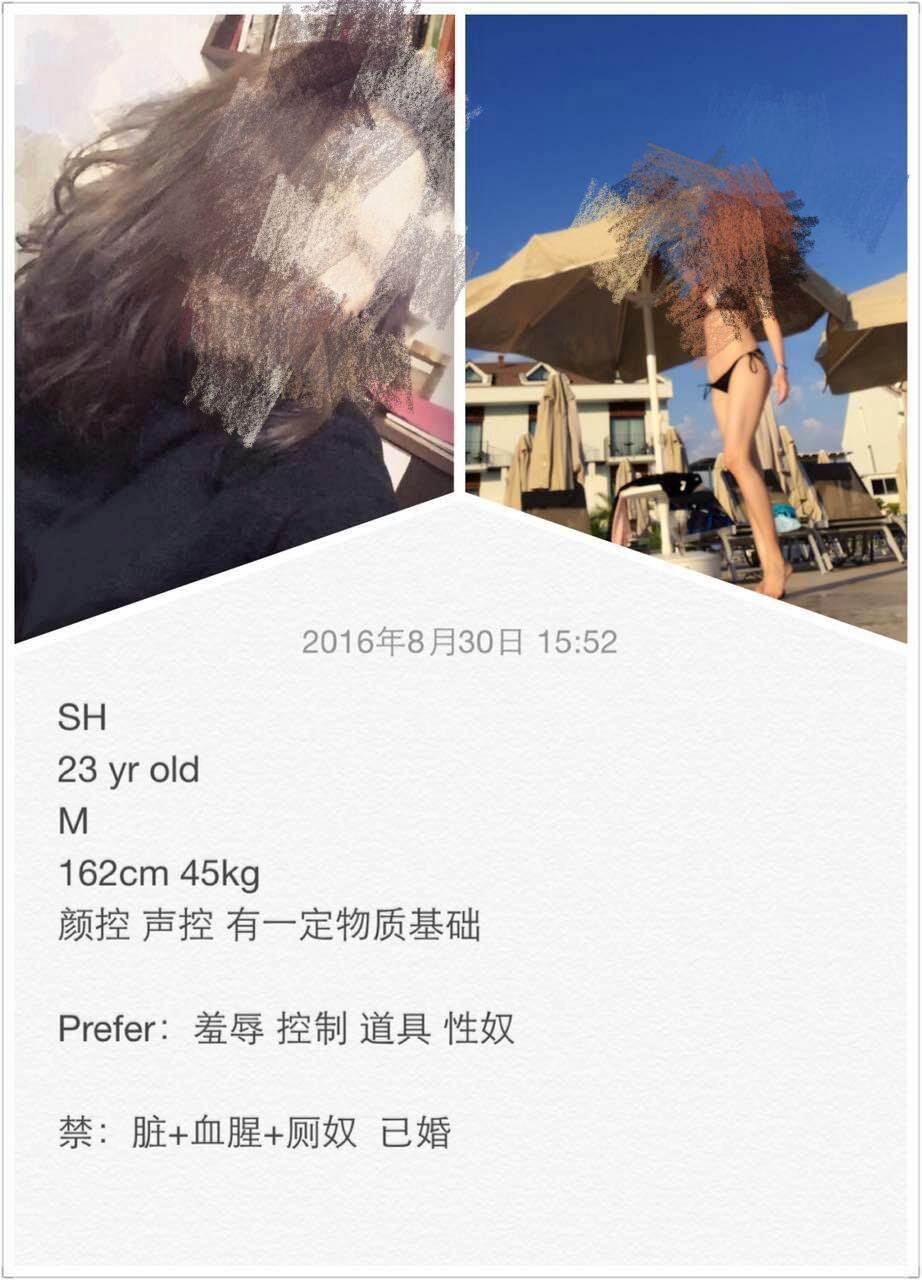 2016年8月30日 15:52
SH
23 yr old
M
162cm 45kg
颜控 声控 有一定物质基础
Prefer：羞辱 控制 道具 性奴
禁：脏+血腥+厕奴 已婚